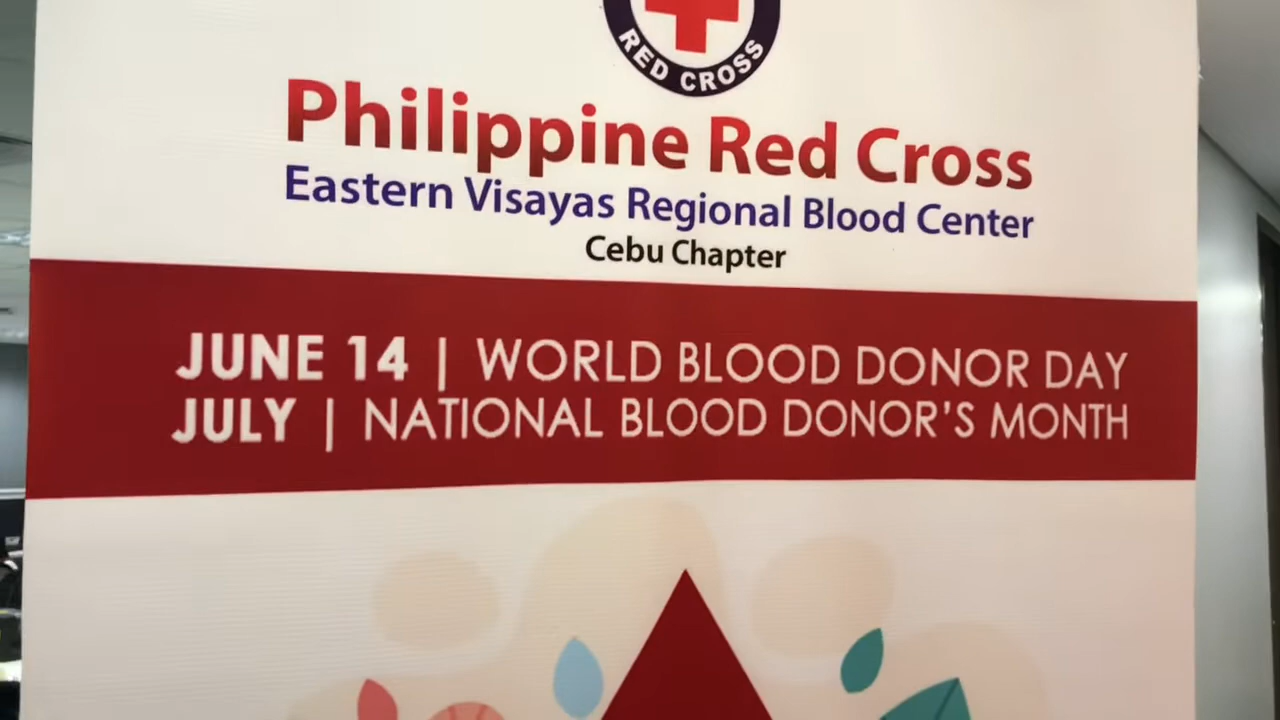 RED CROSS
Philippine Red Cross
Eastern Visayas Regional Blood Center
Cebu Chapter
JUNE 14 | WORLD BLOOD DONOR DAY
JULY | NATIONAL BLOOD DONOR'S MONTH